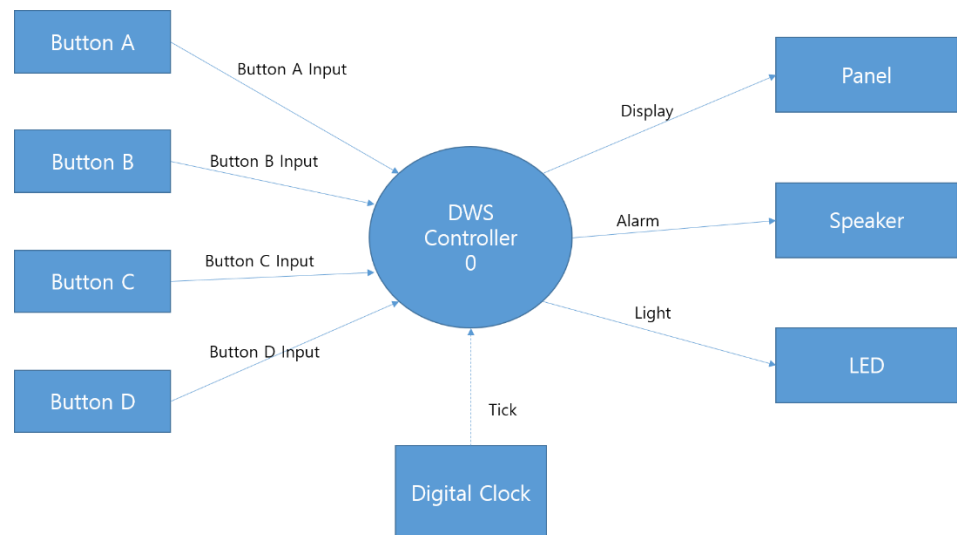 Button A
Button A Input
Panel
Display
Button B
Button B Input
DWS
Controller
0
Alarm
Speaker
Button C
Button C Input
Light
LED
Button D Input
Button D
Tick
Digital Clock